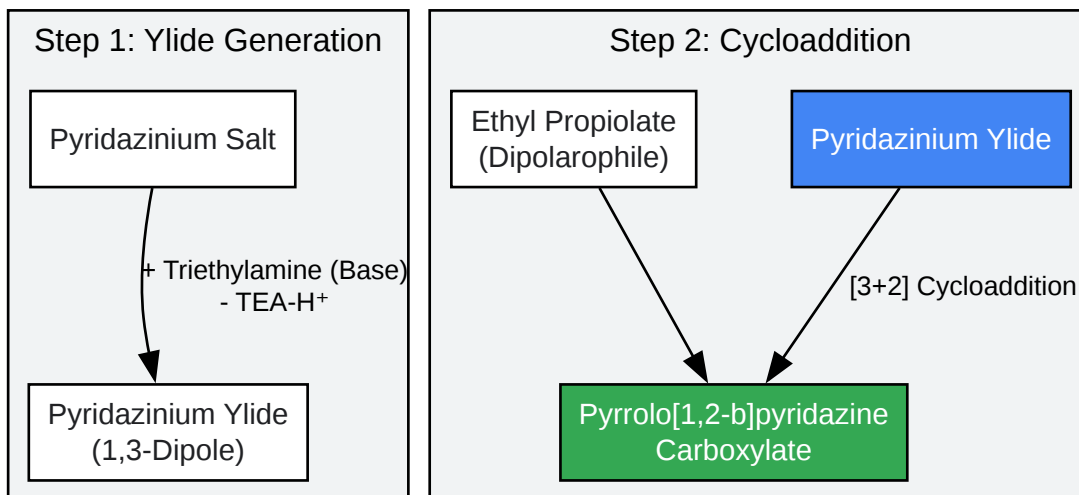 Step 1: Ylide Generation
Pyridazinium Salt
+ Triethylamine (Base)
- TEA-H⁺
Pyridazinium Ylide
(1,3-Dipole)
Step 2: Cycloaddition
Ethyl Propiolate
(Dipolarophile)
Pyridazinium Ylide
[3+2] Cycloaddition
Pyrrolo[1,2-b]pyridazine
Carboxylate